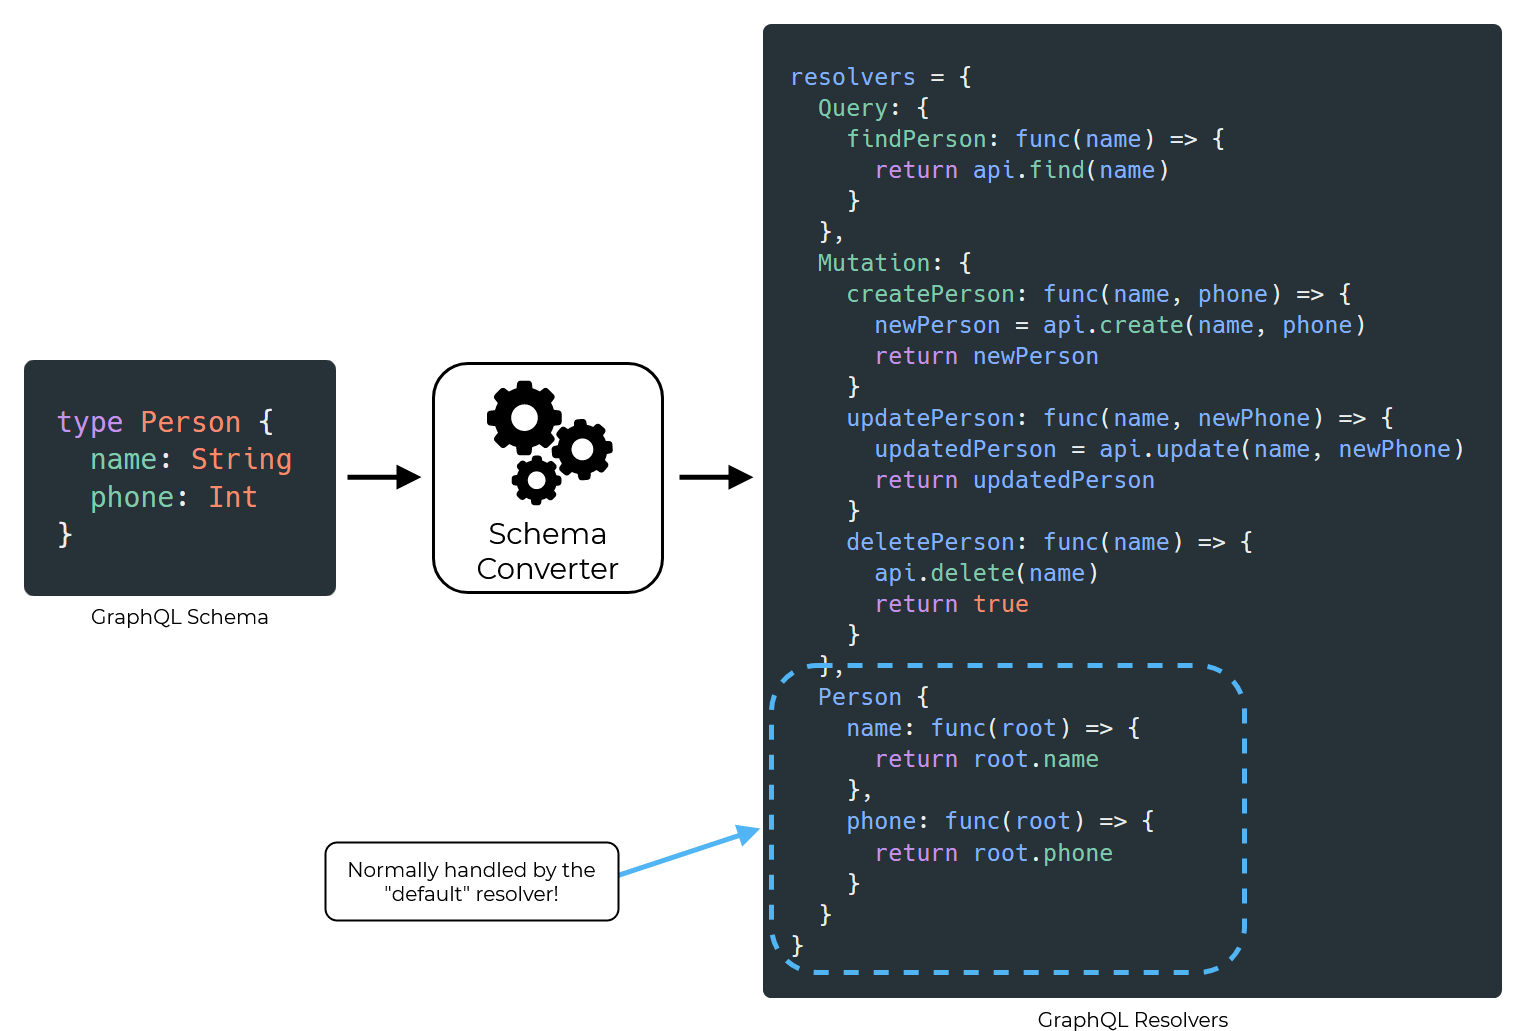 type Person {
  name: String
  phone: Int
}
GraphQL Schema
Schema
Converter
resolvers = {
  Query: {
    findPerson: func(name) => {
      return api.find(name)
    }
  },
  Mutation: {
    createPerson: func(name, phone) => {
      newPerson = api.create(name, phone)
      return newPerson
    }
    updatePerson: func(name, newPhone) => {
      updatedPerson = api.update(name, newPhone)
      return updatedPerson
    }
    deletePerson: func(name) => {
      api.delete(name)
      return true
    }
  },
  Person {
    name: func(root) => {
      return root.name
    },
    phone: func(root) => {
      return root.phone
    }
  }
}
Normally handled by the
"default" resolver!
GraphQL Resolvers